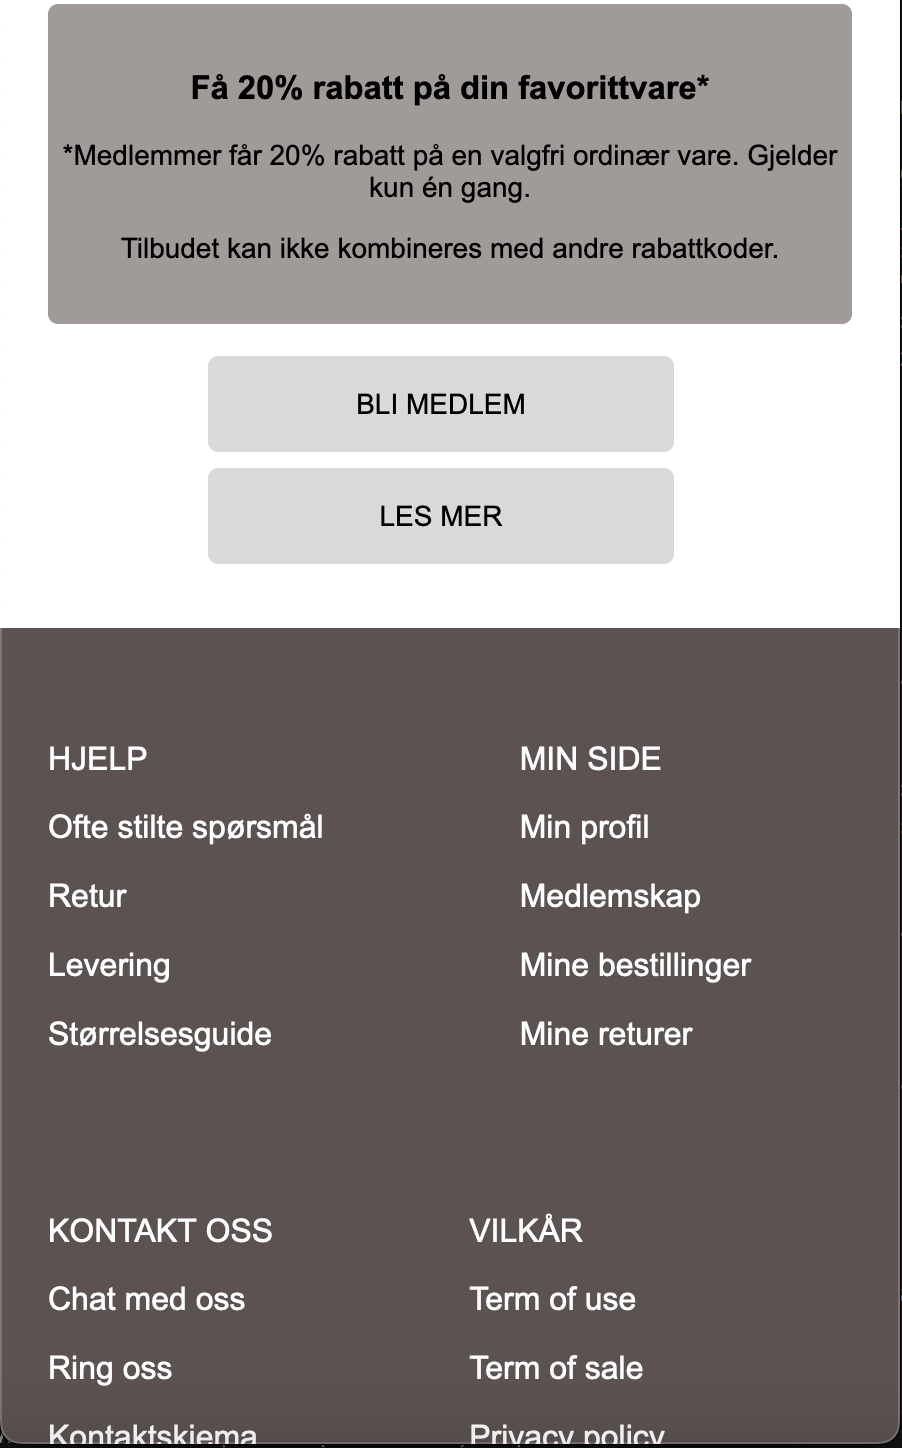 Få 20% rabatt på din favorittvare*
*Medlemmer får 20% rabatt på en valgfri ordinær vare. Gjelder
kun én gang.
Tilbudet kan ikke kombineres med andre rabattkoder.
BLI MEDLEM
LES MER
HJELP
Ofte stilte spørsmål
Retur
Levering
Størrelsesguide
MIN SIDE
Min profil
Medlemskap
Mine bestillinger
Mine returer
KONTAKT OSS
Chat med oss
Ring oss
Kontaktskjema
VILKÅR
Term of use
Term of sale
Privacy policy